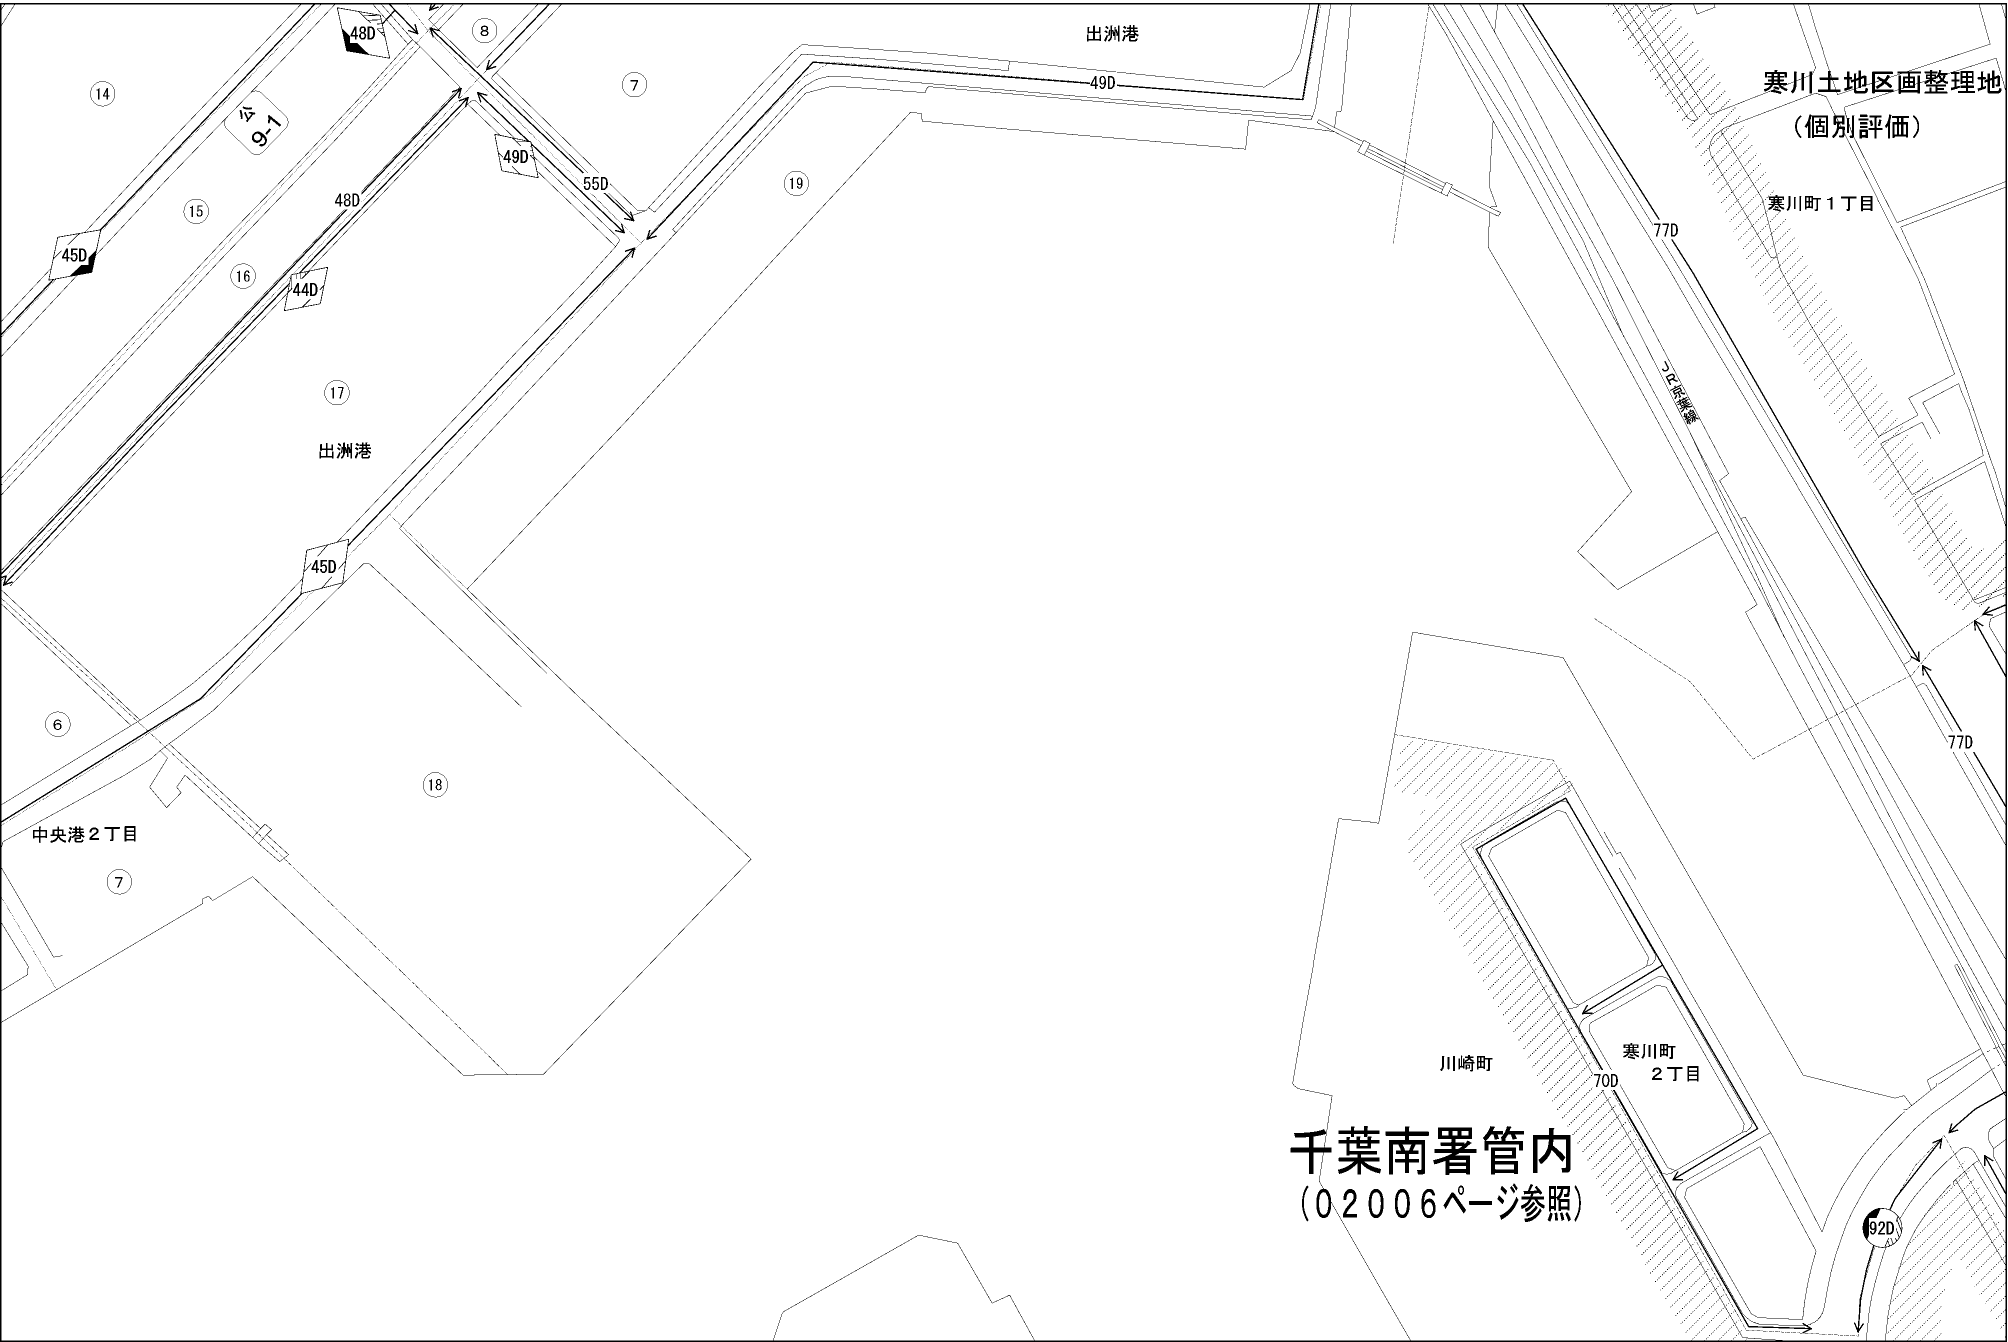 48D
⑧
出洲港
⑦
49D
寒川土地区画整理地
(個別評価)
⑭
公
9-1
49D
55D
⑲
48D
⑮
寒川町1丁目
77D
45D
⑯
44D
JR京葉線
⑰
出洲港
45D
⑥
77D
⑱
中央港2丁目
⑦
川崎町
寒川町
2丁目
70D
千葉南署管内
(02006ページ参照)
92D